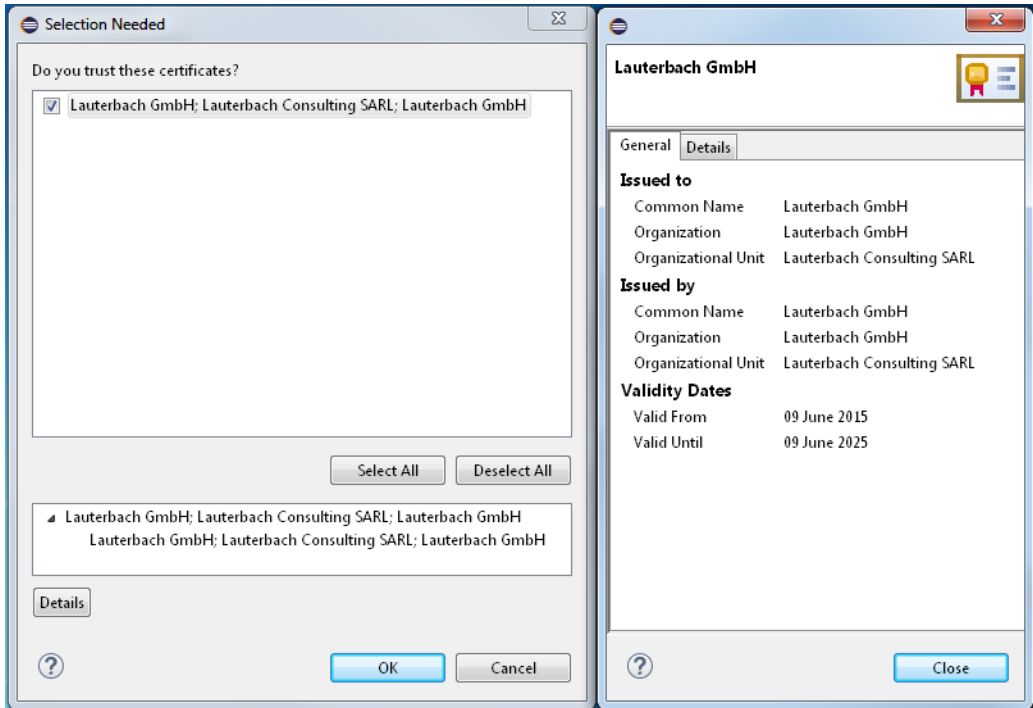 Selection Needed
Do you trust these certificates?
Lauterbach GmbH; Lauterbach Consulting SARL; Lauterbach GmbH
Select All
Deselect All
Lauterbach GmbH; Lauterbach Consulting SARL; Lauterbach GmbH
Lauterbach GmbH; Lauterbach Consulting SARL; Lauterbach GmbH
Details
?
OK
Cancel
Lauterbach GmbH
General
Details
Issued to
Common Name Lauterbach GmbH
Organization Lauterbach GmbH
Organizational Unit Lauterbach Consulting SARL
Issued by
Common Name Lauterbach GmbH
Organization Lauterbach GmbH
Organizational Unit Lauterbach Consulting SARL
Validity Dates
Valid From 09 June 2015
Valid Until 09 June 2025
?
Close